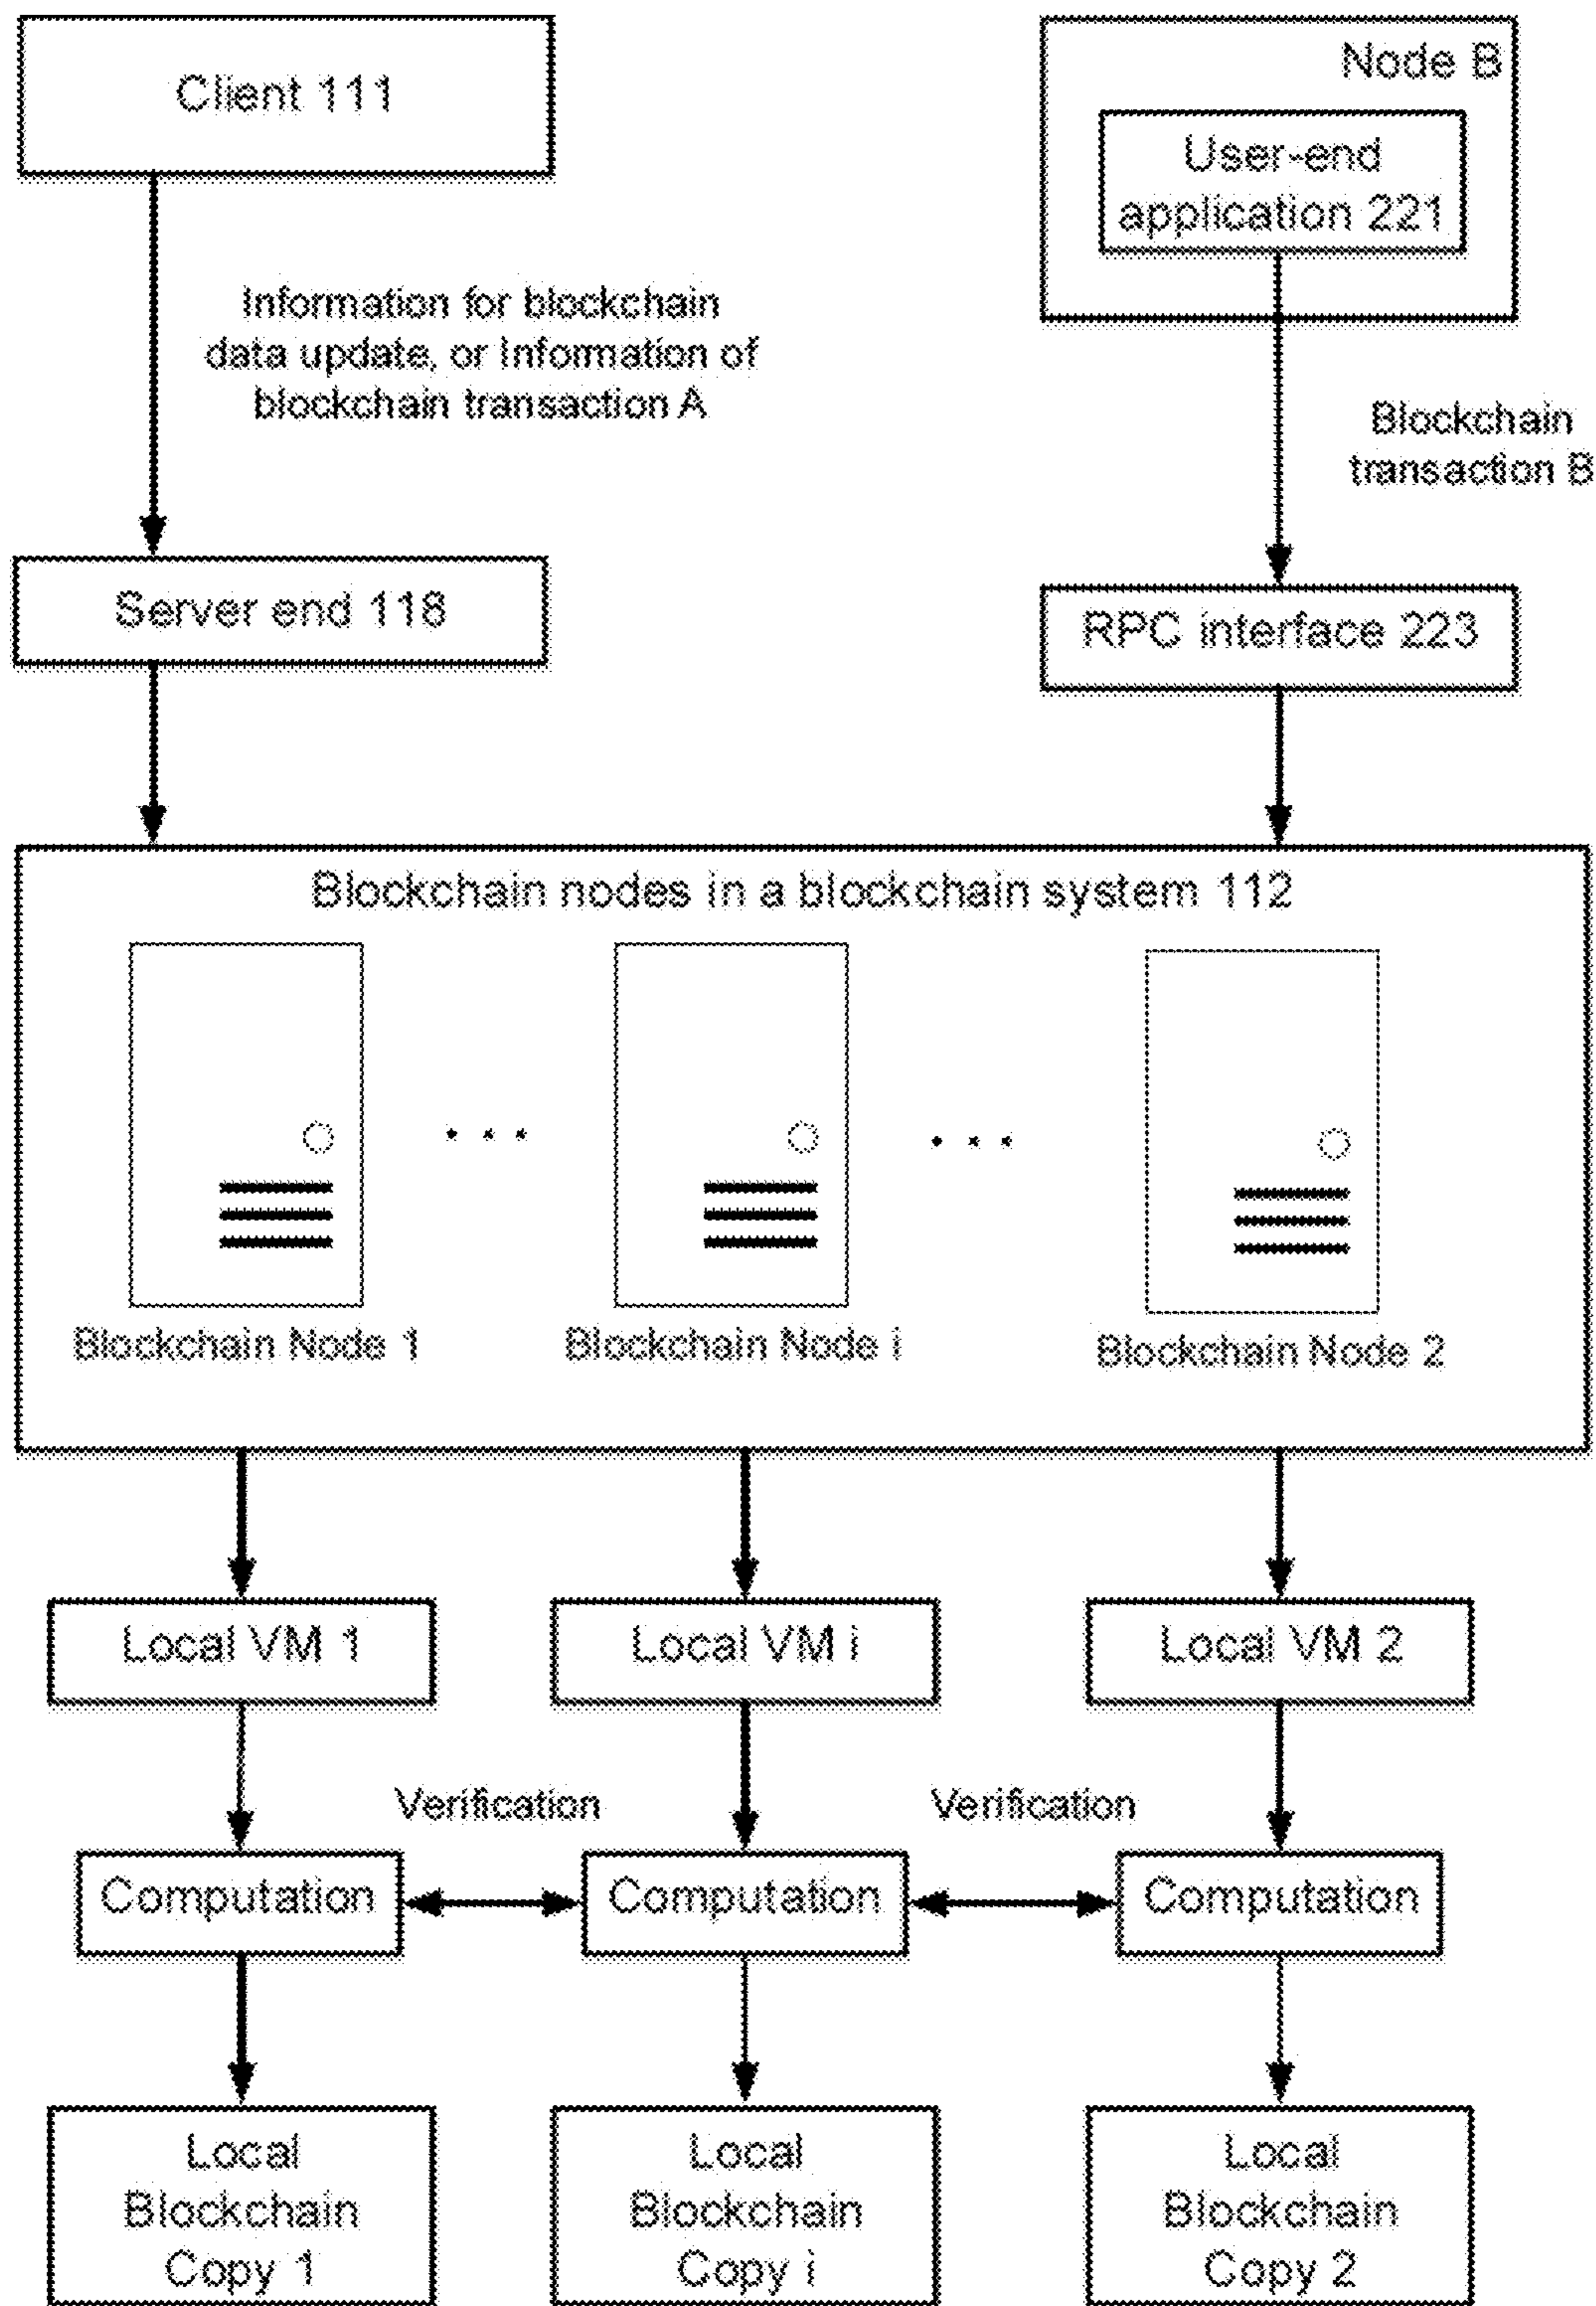 Client 111
Node B
User-end
application 221
Information for blockchain
data update, or Information of
blockchain transaction A
Blockchain
transaction B
Server end 118
RPC interface 223
Blockchain nodes in a blockchain system 112
Blockchain Node 1
Blockchain Node i
Blockchain Node 2
Local VM 1
Local VM i
Local VM 2
Verification
Verification
Computation
Computation
Computation
Local
Blockchain
Copy 1
Local
Blockchain
Copy i
Local
Blockchain
Copy 2